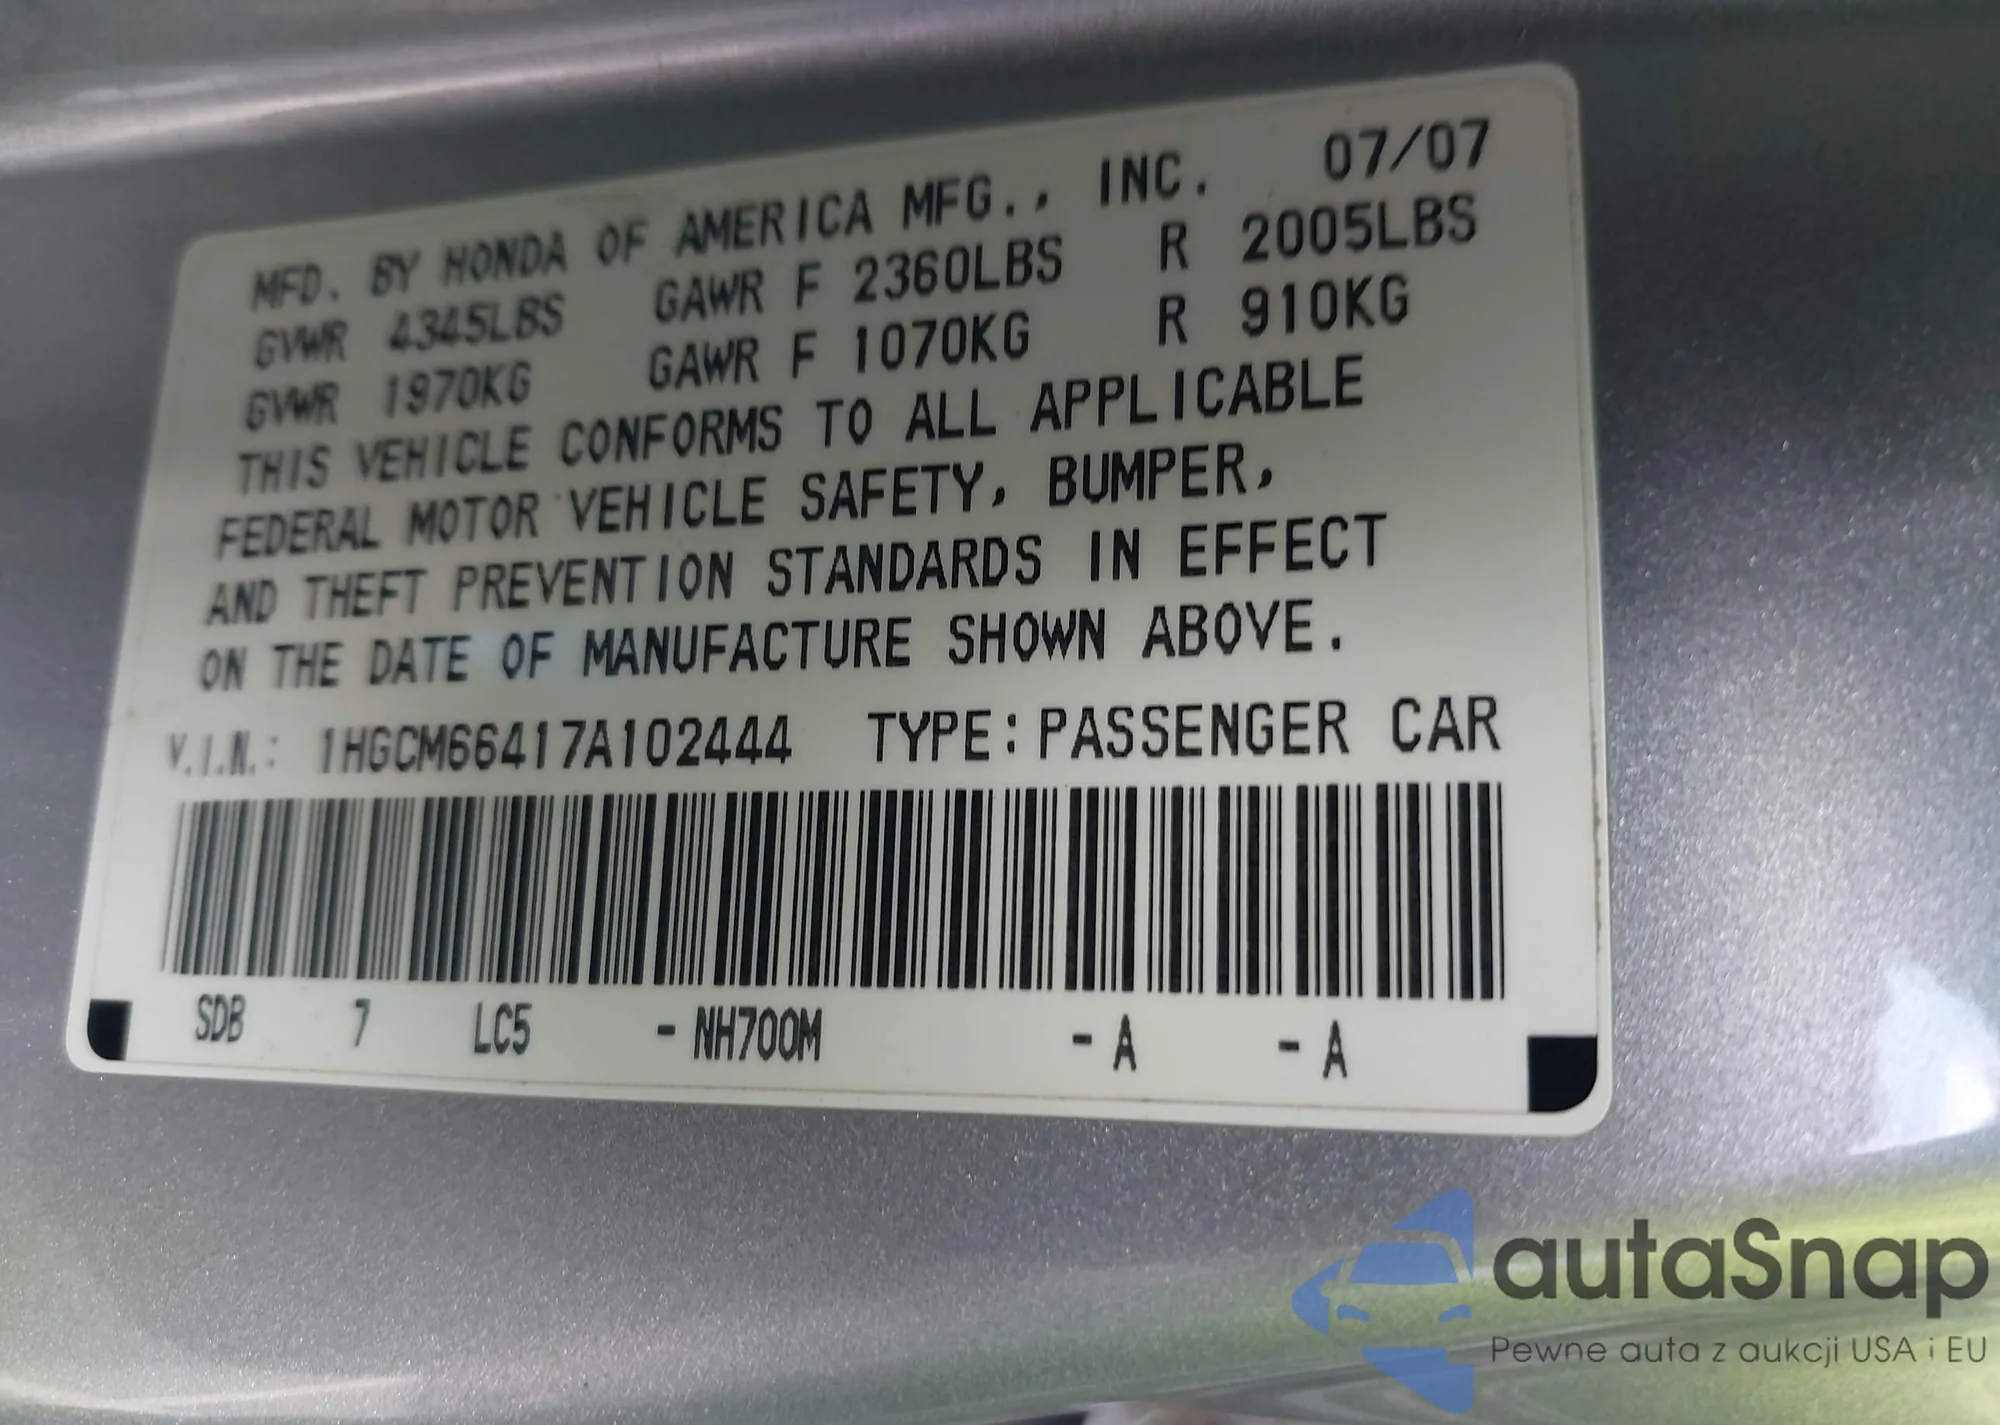 MFD. BY HONDA OF AMERICA MFG., INC. 07/07
GVWR 4345LBS GAWR F 2360LBS R 2005LBS
GVWR 1970KG GAWR F 1070KG R 910KG
THIS VEHICLE CONFORMS TO ALL APPLICABLE
FEDERAL MOTOR VEHICLE SAFETY, BUMPER,
AND THEFT PREVENTION STANDARDS IN EFFECT
ON THE DATE OF MANUFACTURE SHOWN ABOVE.
V.I.N.: 1HGCM66417A102444 TYPE: PASSENGER CAR
SDB 7 LC5 - NH700M - A - A
autaSnap
Pewne auta z aukcji USA i EU